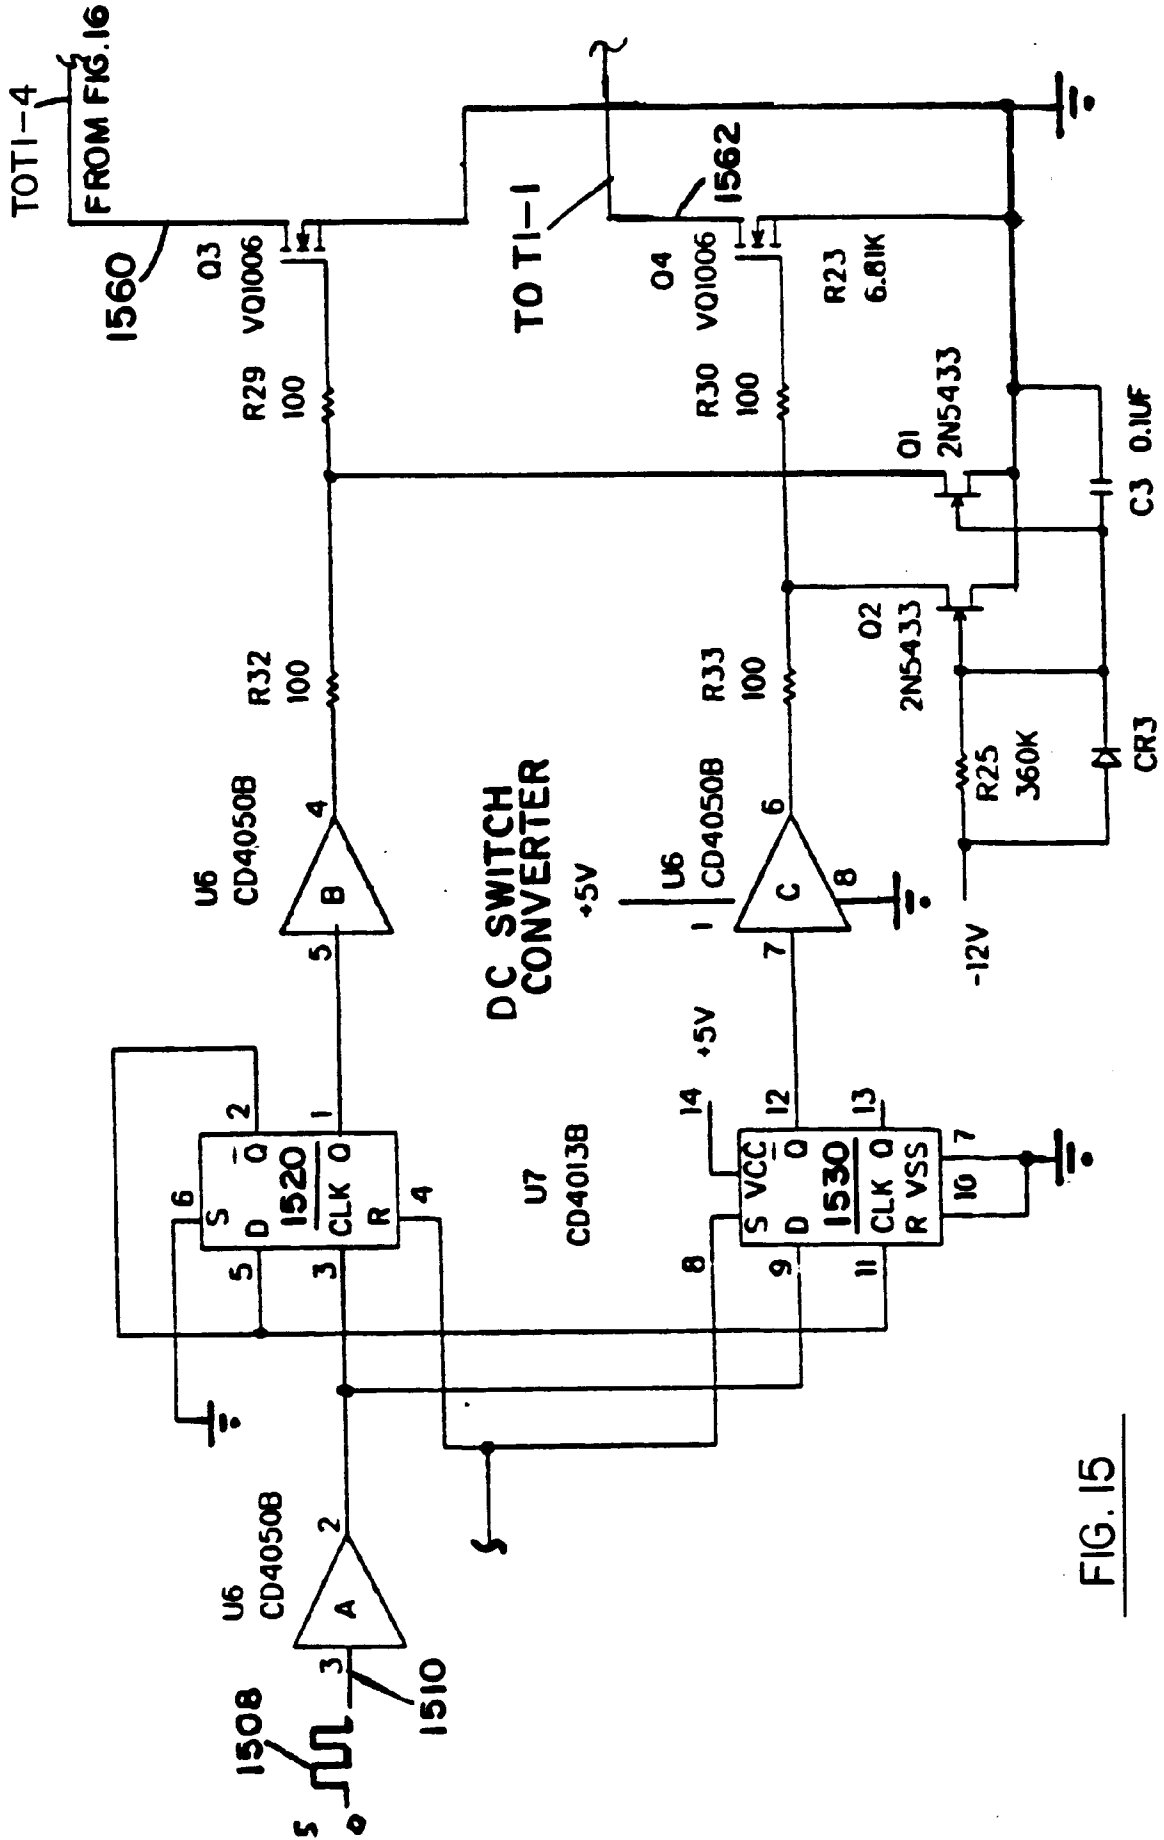 TOT1-4
FROM FIG.16
1560
Q3
VQ1006
R29
100
R32
100
U6
CD4050B
4
B
5
1508
5
0
1510
3
A
U6
CD4050B
2
6
S
Q̅
2
D
1520
5
CLK
Q
1
3
R
4
U7
CD4013B
DC SWITCH
CONVERTER
TO T1-1
1562
Q4
VQ1006
R30
100
R33
100
+5V
U6
CD4050B
1
6
C
8
7
+5V
14
8
S
VCC
12
9
D
Q̅
1530
11
CLK
Q
13
R
VSS
10
7
R23
6.81K
Q1
2N5433
Q2
2N5433
C3
0.1UF
R25
360K
CR3
-12V
FIG. 15